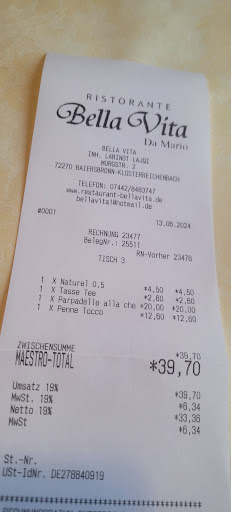 RISTORANTE
Bella Vita
Da Mario
BELLA VITA
INH. LABINOT LAJQI
MURGSTR. 2
72270 BAIERSBRONN-KLOSTERREICHENBACH
TELEFON: 07442/8483747
www.restaurant-bellavita.de
bellavita1@hotmail.de
#0001 13.08.2024
RECHNUNG 23477
BelegNr.: 25511
RN-Vorher 23476
TISCH 3
1 X Naturel 0.5 *4,50 *4,50
1 X Tasse Tee *2,60 *2,60
1 X Parpadelle alla che *20,00 *20,00
1 X Penne Tocco *12,60 *12,60
ZWISCHENSUMME *39,70
MAESTRO-TOTAL *39,70
Umsatz 19% *39,70
MwSt. 19% *6,34
Netto 19% *33,36
MwSt *6,34
St.-Nr.
USt-IdNr. DE278840919